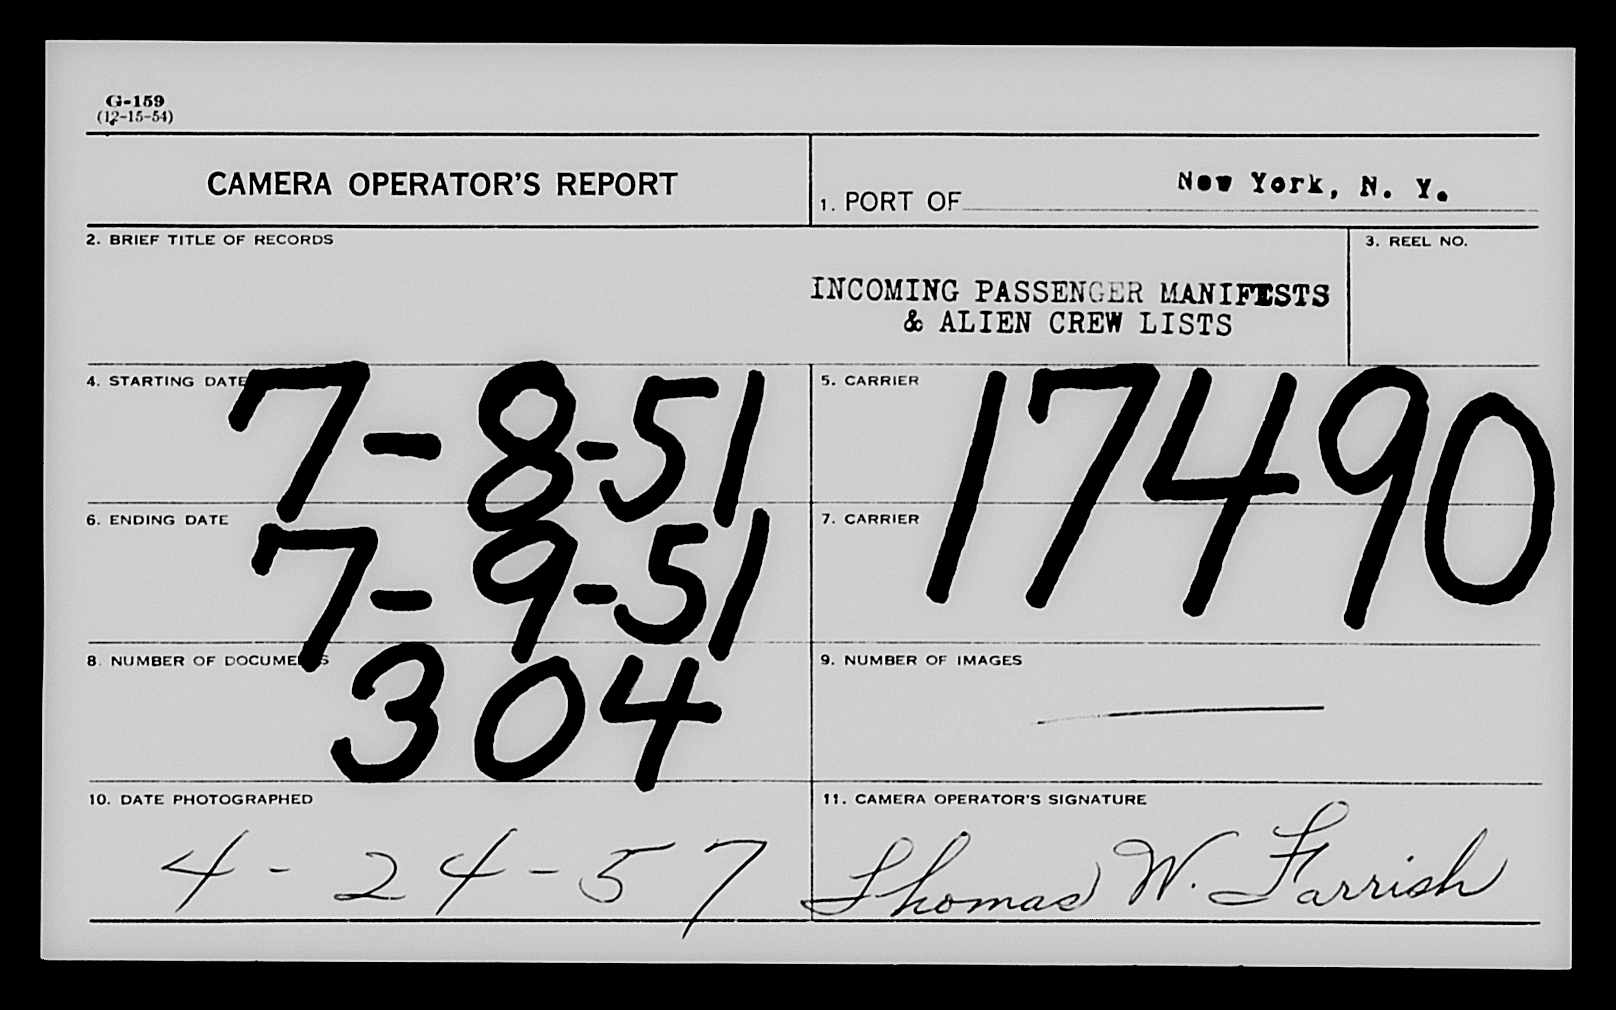 G-159
(12-15-54)
CAMERA OPERATOR'S REPORT
1. PORT OF New York, N. Y.
2. BRIEF TITLE OF RECORDS
3. REEL NO.
INCOMING PASSENGER MANIFESTS
& ALIEN CREW LISTS
4. STARTING DATE 7-8-51
5. CARRIER 17490
6. ENDING DATE 7-9-51
7. CARRIER
8. NUMBER OF DOCUMENTS 304
9. NUMBER OF IMAGES —
10. DATE PHOTOGRAPHED
11. CAMERA OPERATOR'S SIGNATURE
4-24-57
Thomas W. Farrish